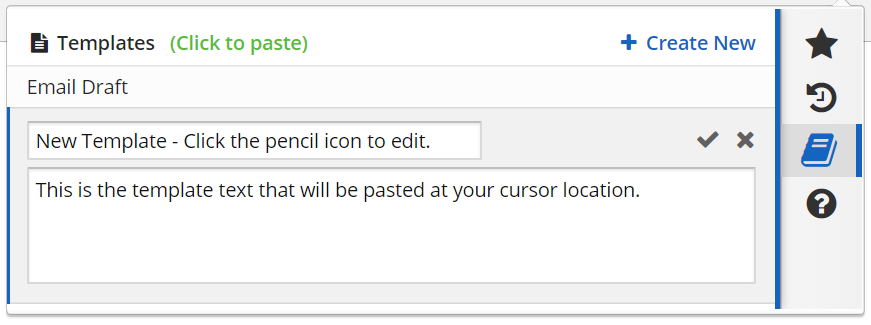 Templates (Click to paste) Create New
Email Draft
New Template - Click the pencil icon to edit.
This is the template text that will be pasted at your cursor location.